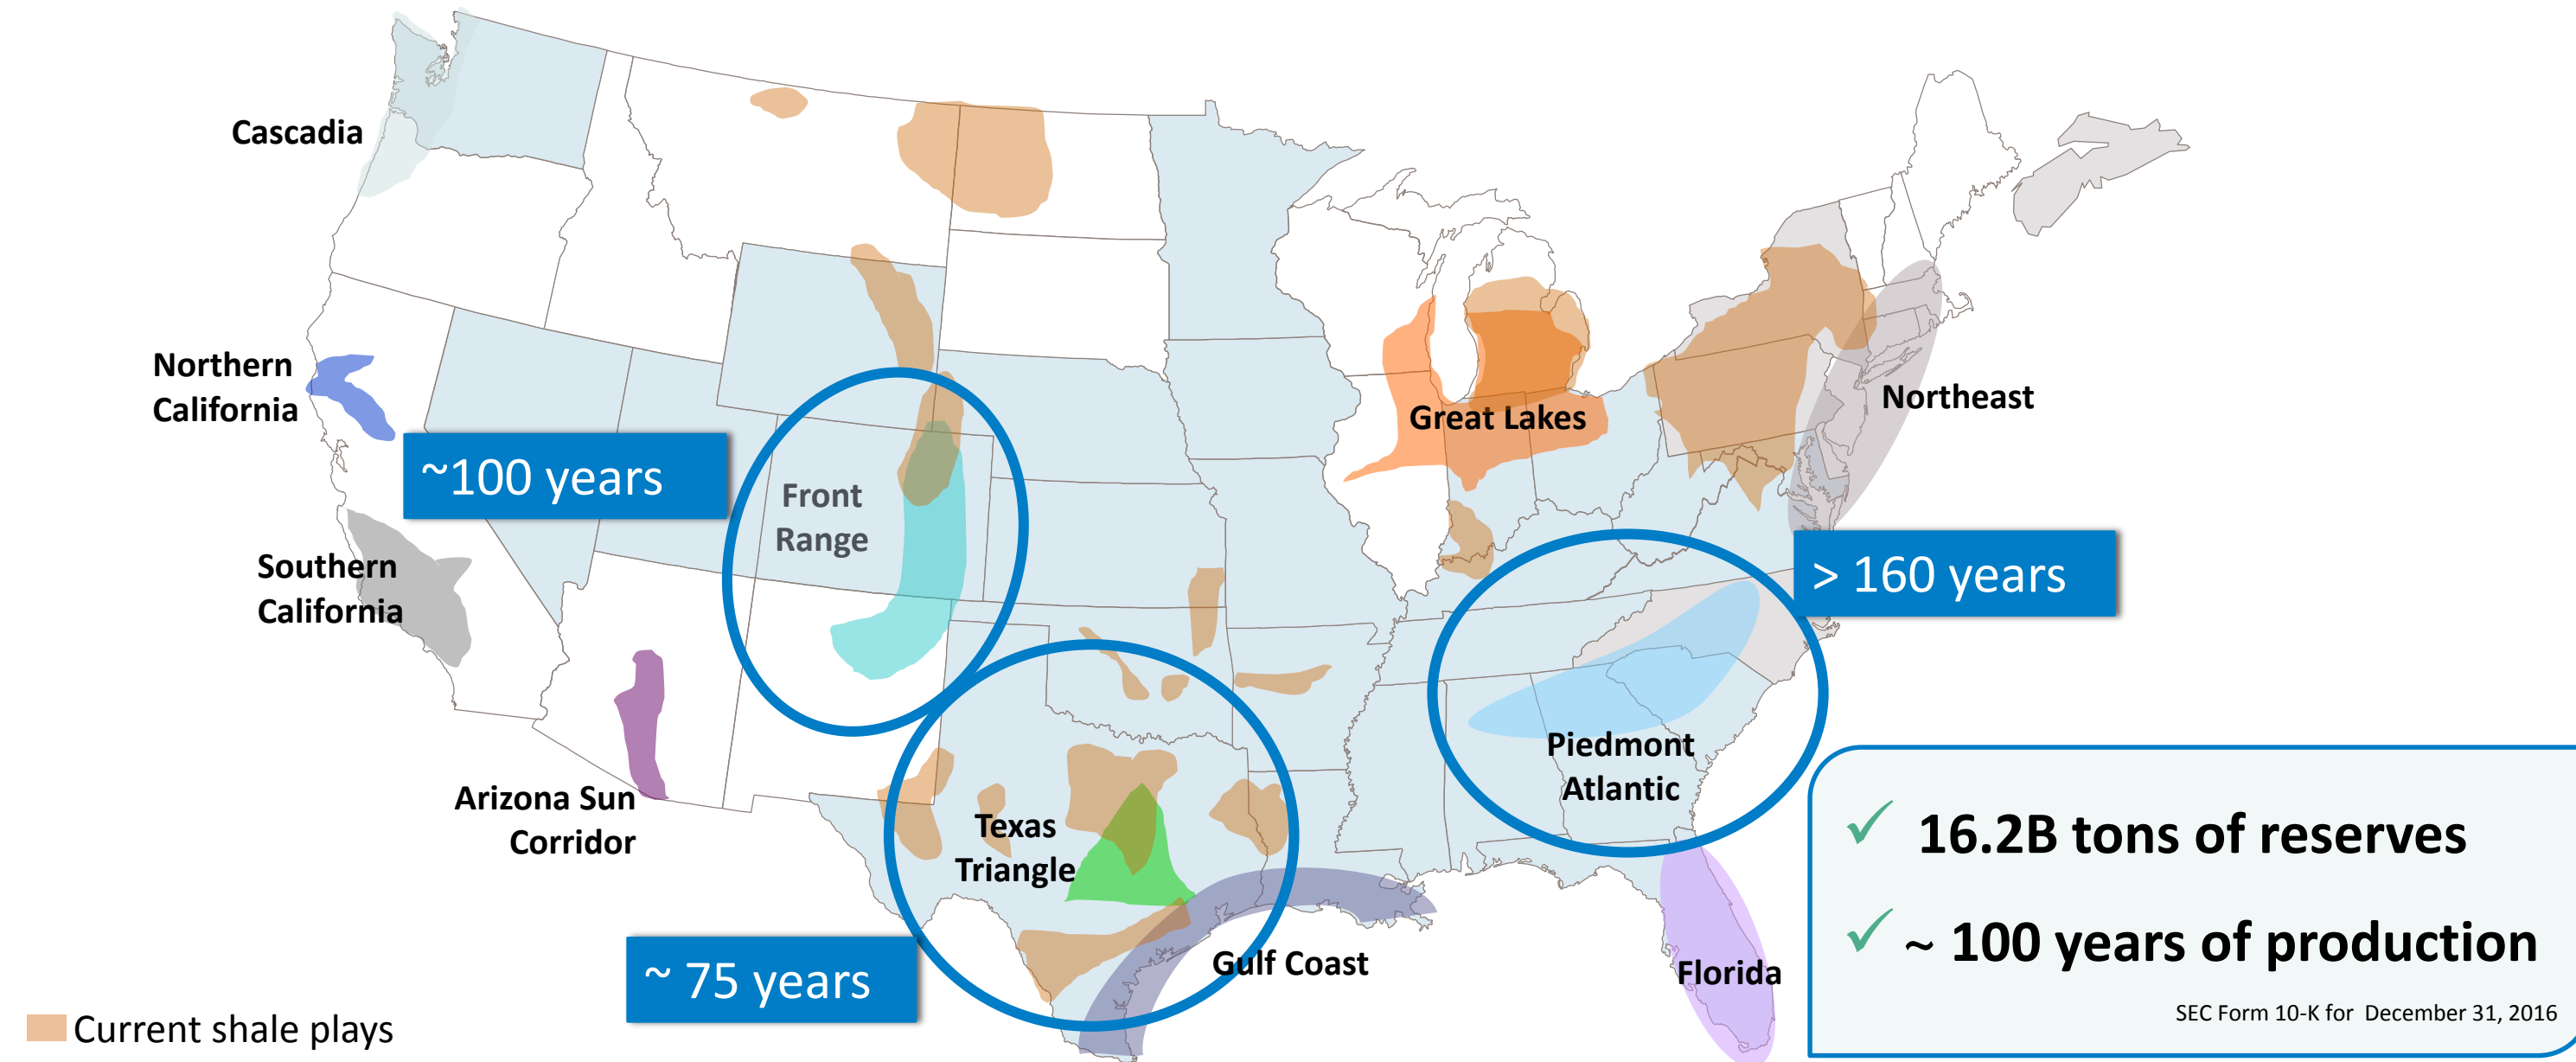 Cascadia
Northern
California
~100 years
Front
Range
Great Lakes
Northeast
Southern
California
> 160 years
Arizona Sun
Corridor
Texas
Triangle
Piedmont
Atlantic
~ 75 years
Gulf Coast
Florida
✓ 16.2B tons of reserves
✓ ~ 100 years of production
SEC Form 10-K for December 31, 2016
Current shale plays